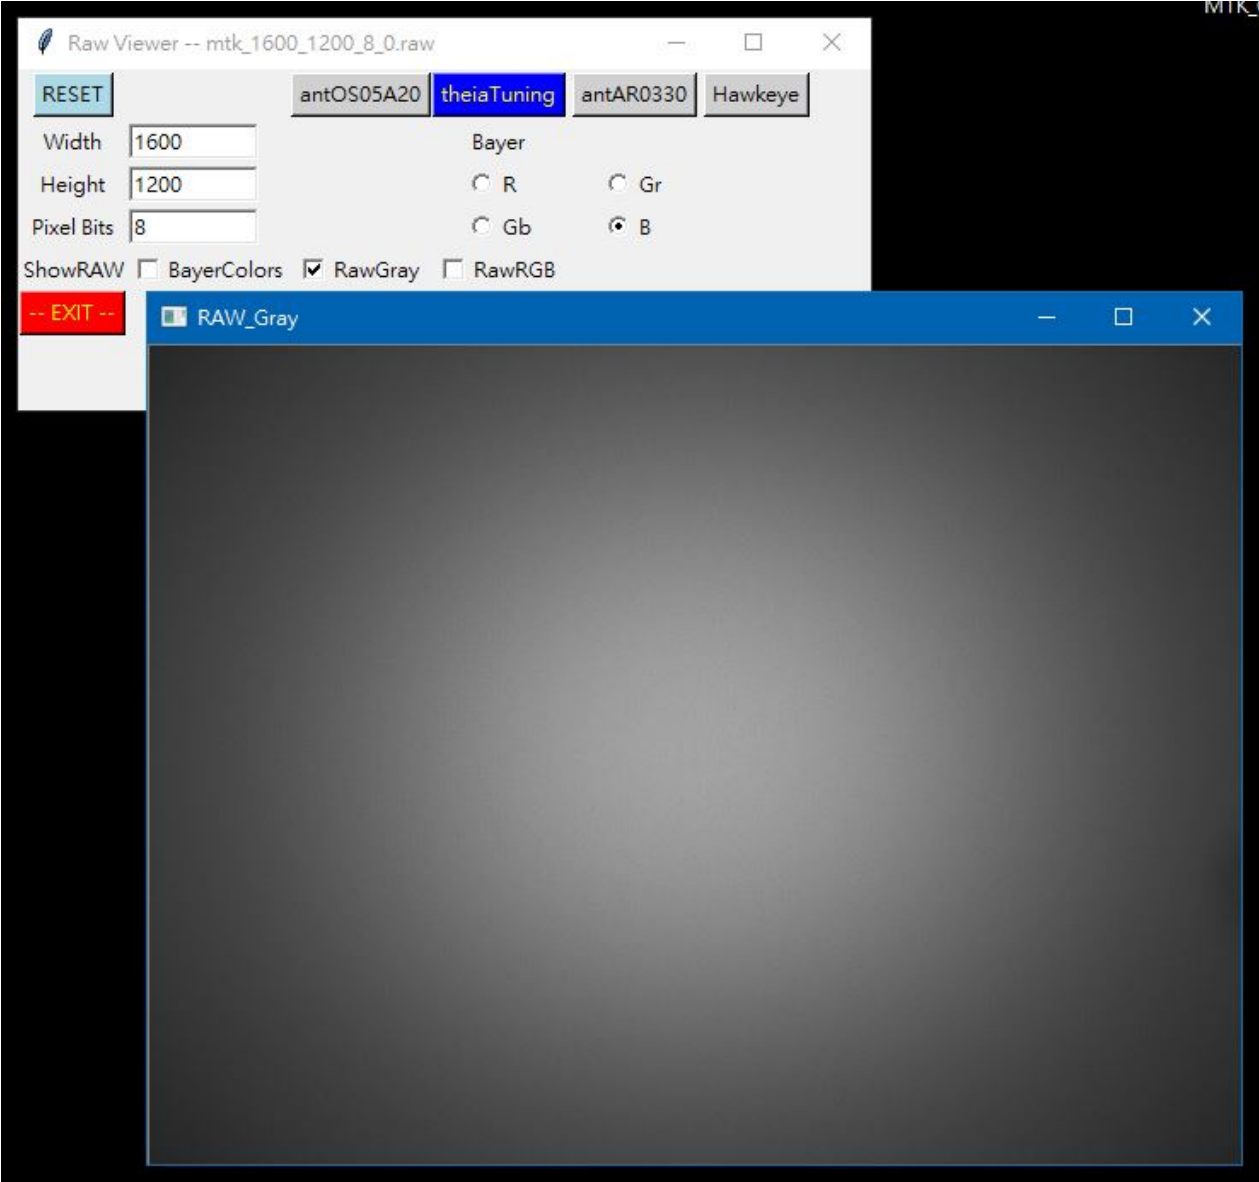 MTK_
Raw Viewer -- mtk_1600_1200_8_0.raw
RESET antOS05A20 theiaTuning antAR0330 Hawkeye
Width 1600 Bayer
Height 1200 R Gr
Pixel Bits 8 Gb B
ShowRAW BayerColors RawGray RawRGB
-- EXIT --
RAW_Gray